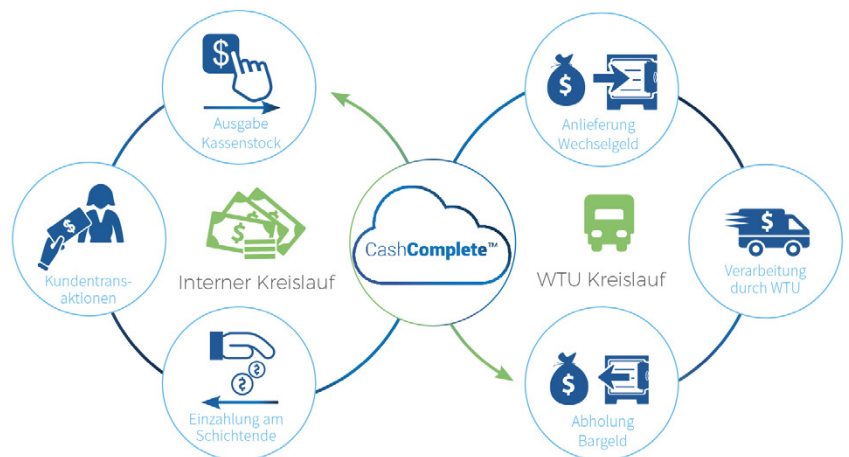 Ausgabe
Kassenstock
Anlieferung
Wechselgeld
Kundentrans-
aktionen
Interner Kreislauf
CashComplete™
WTU Kreislauf
Verarbeitung
durch WTU
Einzahlung am
Schichtende
Abholung
Bargeld